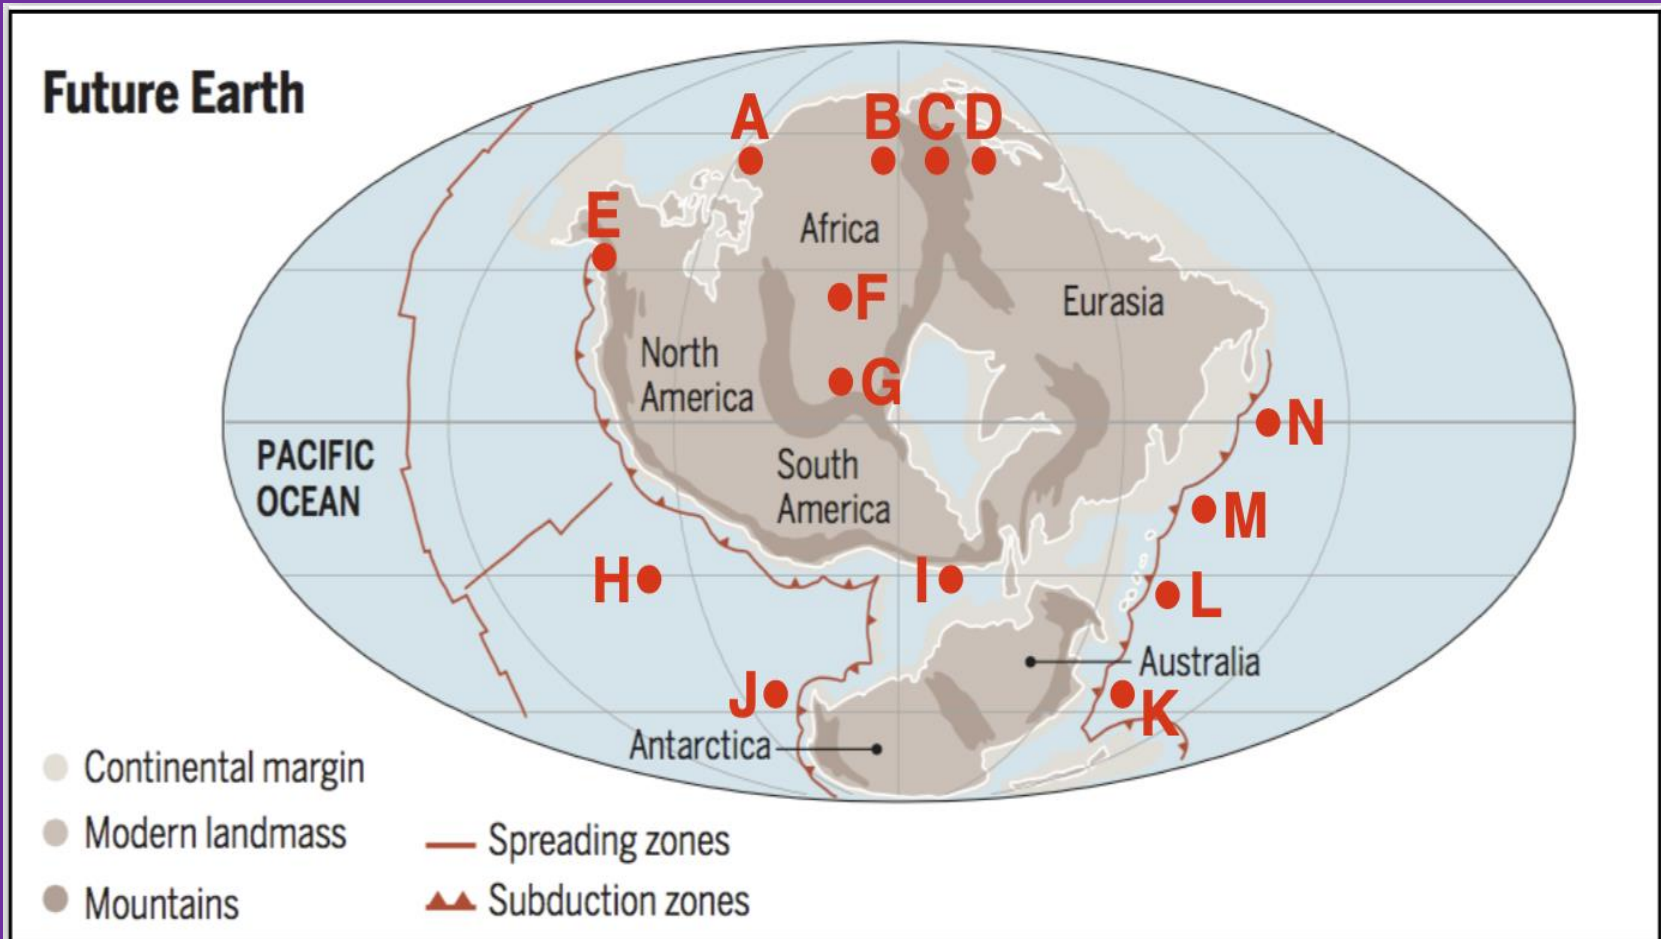 Future Earth
A
B
C
D
E
Africa
F
Eurasia
North
America
G
N
PACIFIC
OCEAN
South
America
M
H
I
L
Australia
J
K
Antarctica
Continental margin
Modern landmass
Mountains
Spreading zones
Subduction zones